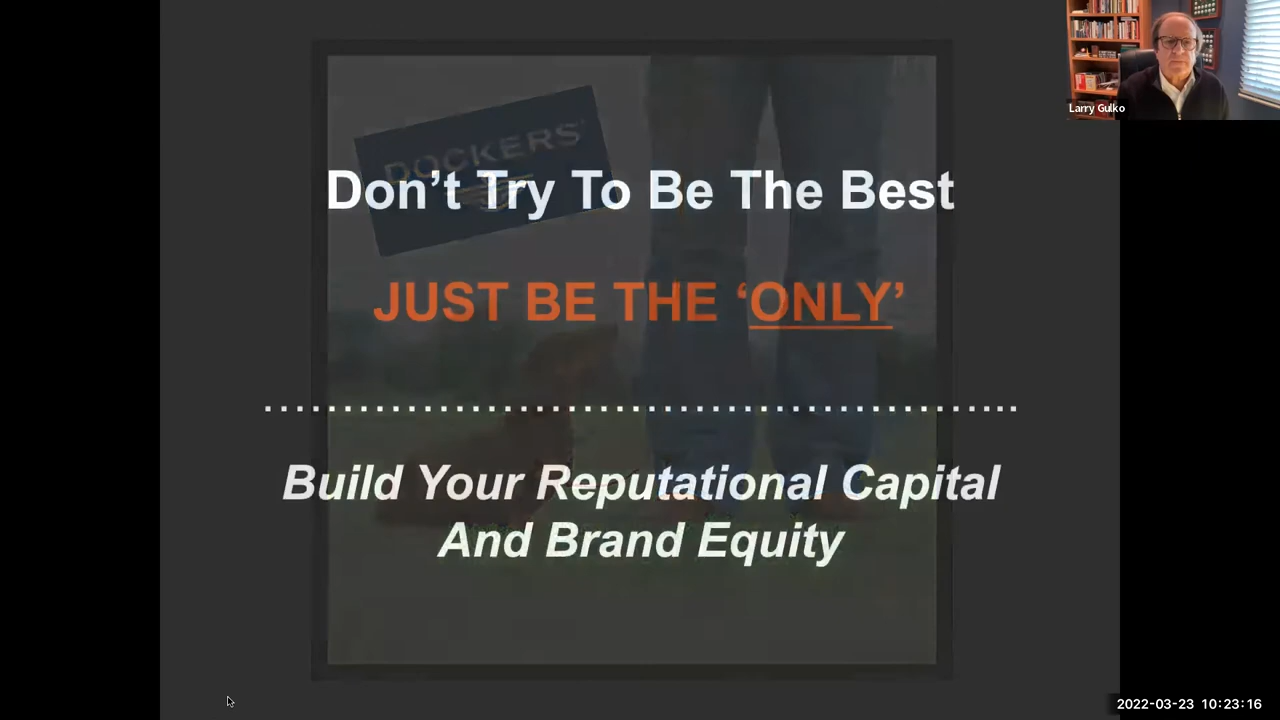 Larry Gulko
DOCKERS®
Don't Try To Be The Best
JUST BE THE ‘ONLY’
Build Your Reputational Capital
And Brand Equity
2022-03-23 10:23:16